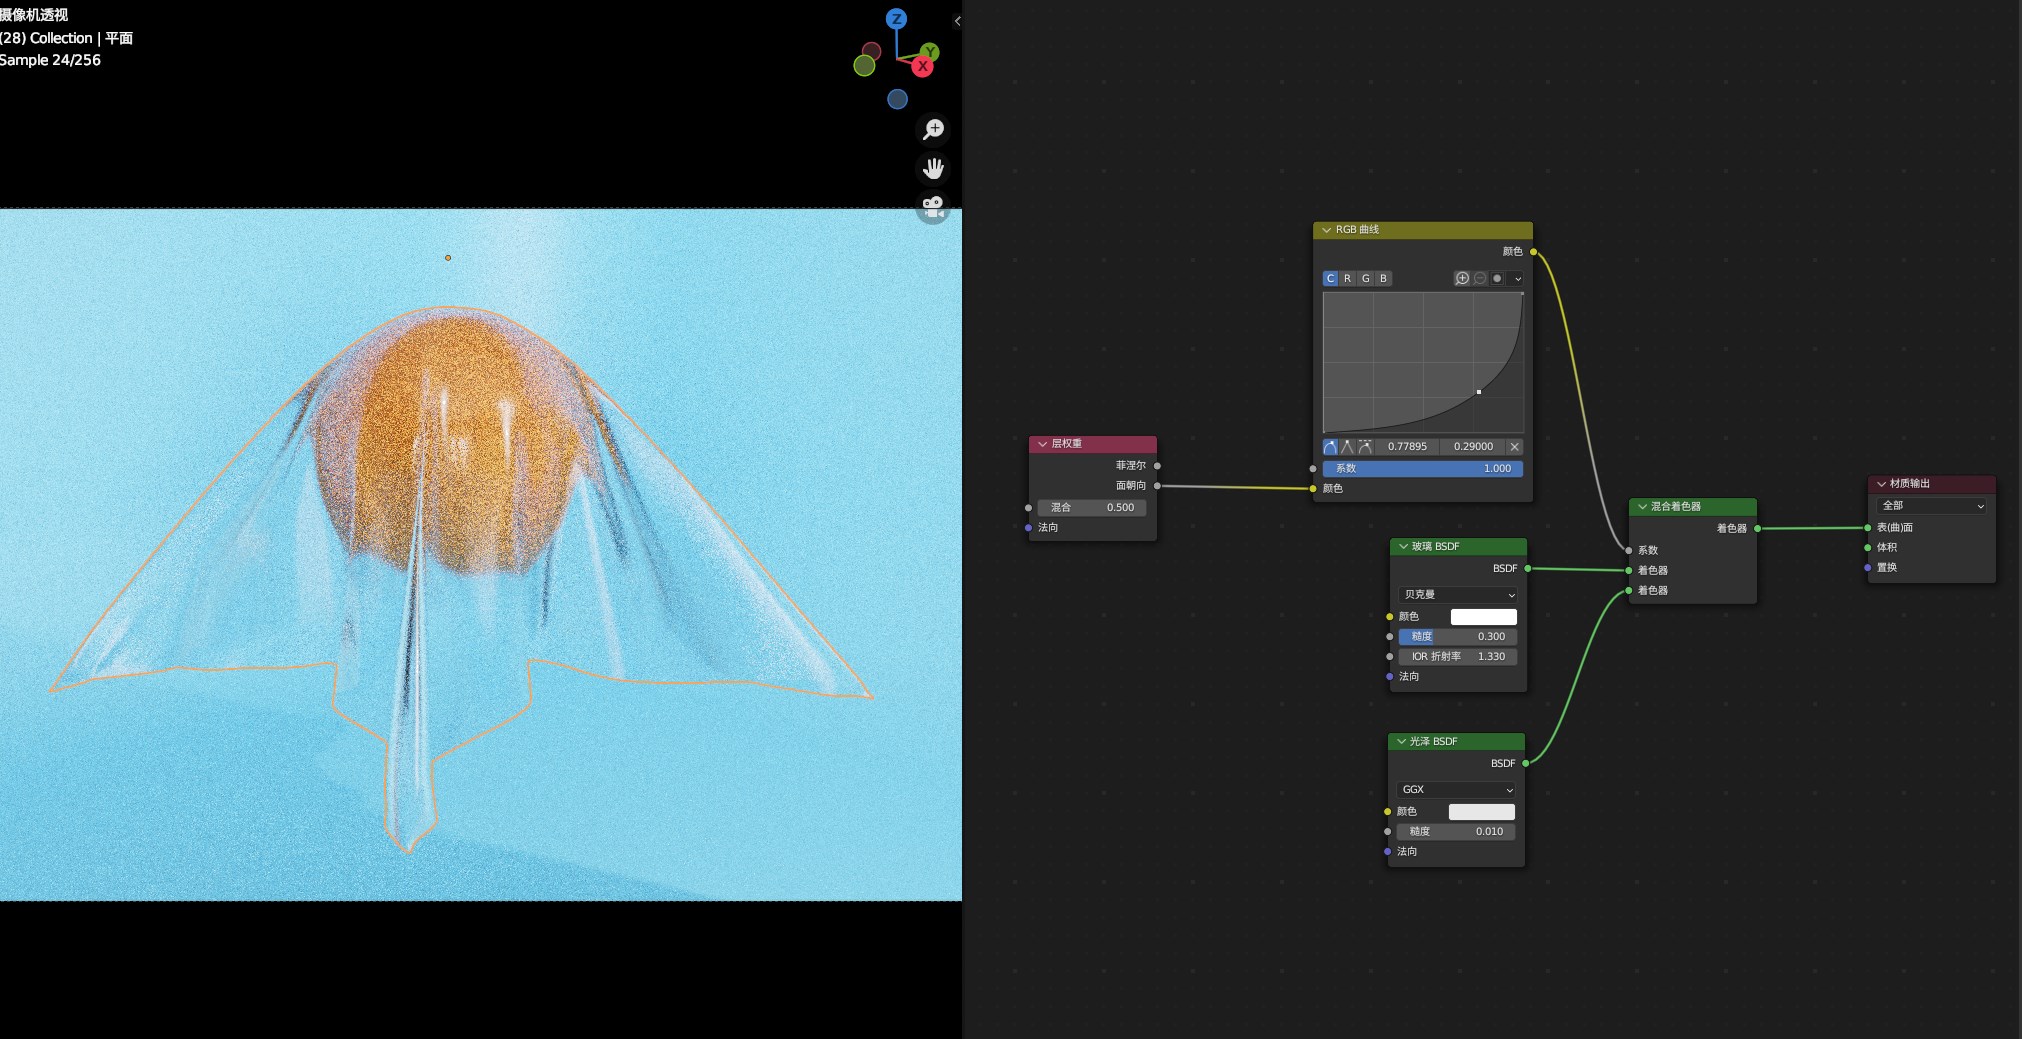 摄像机透视
(28) Collection | 平面
Sample 24/256
Z
Y
X
RGB 曲线
颜色
C R G B
0.77895 0.29000
系数 1.000
颜色
层权重
菲涅尔
面朝向
混合 0.500
法向
玻璃 BSDF
BSDF
贝克曼
颜色
糙度 0.300
IOR 折射率 1.330
法向
光泽 BSDF
BSDF
GGX
颜色
糙度 0.010
法向
混合着色器
着色器
系数
着色器
着色器
材质输出
全部
表(曲)面
体积
置换